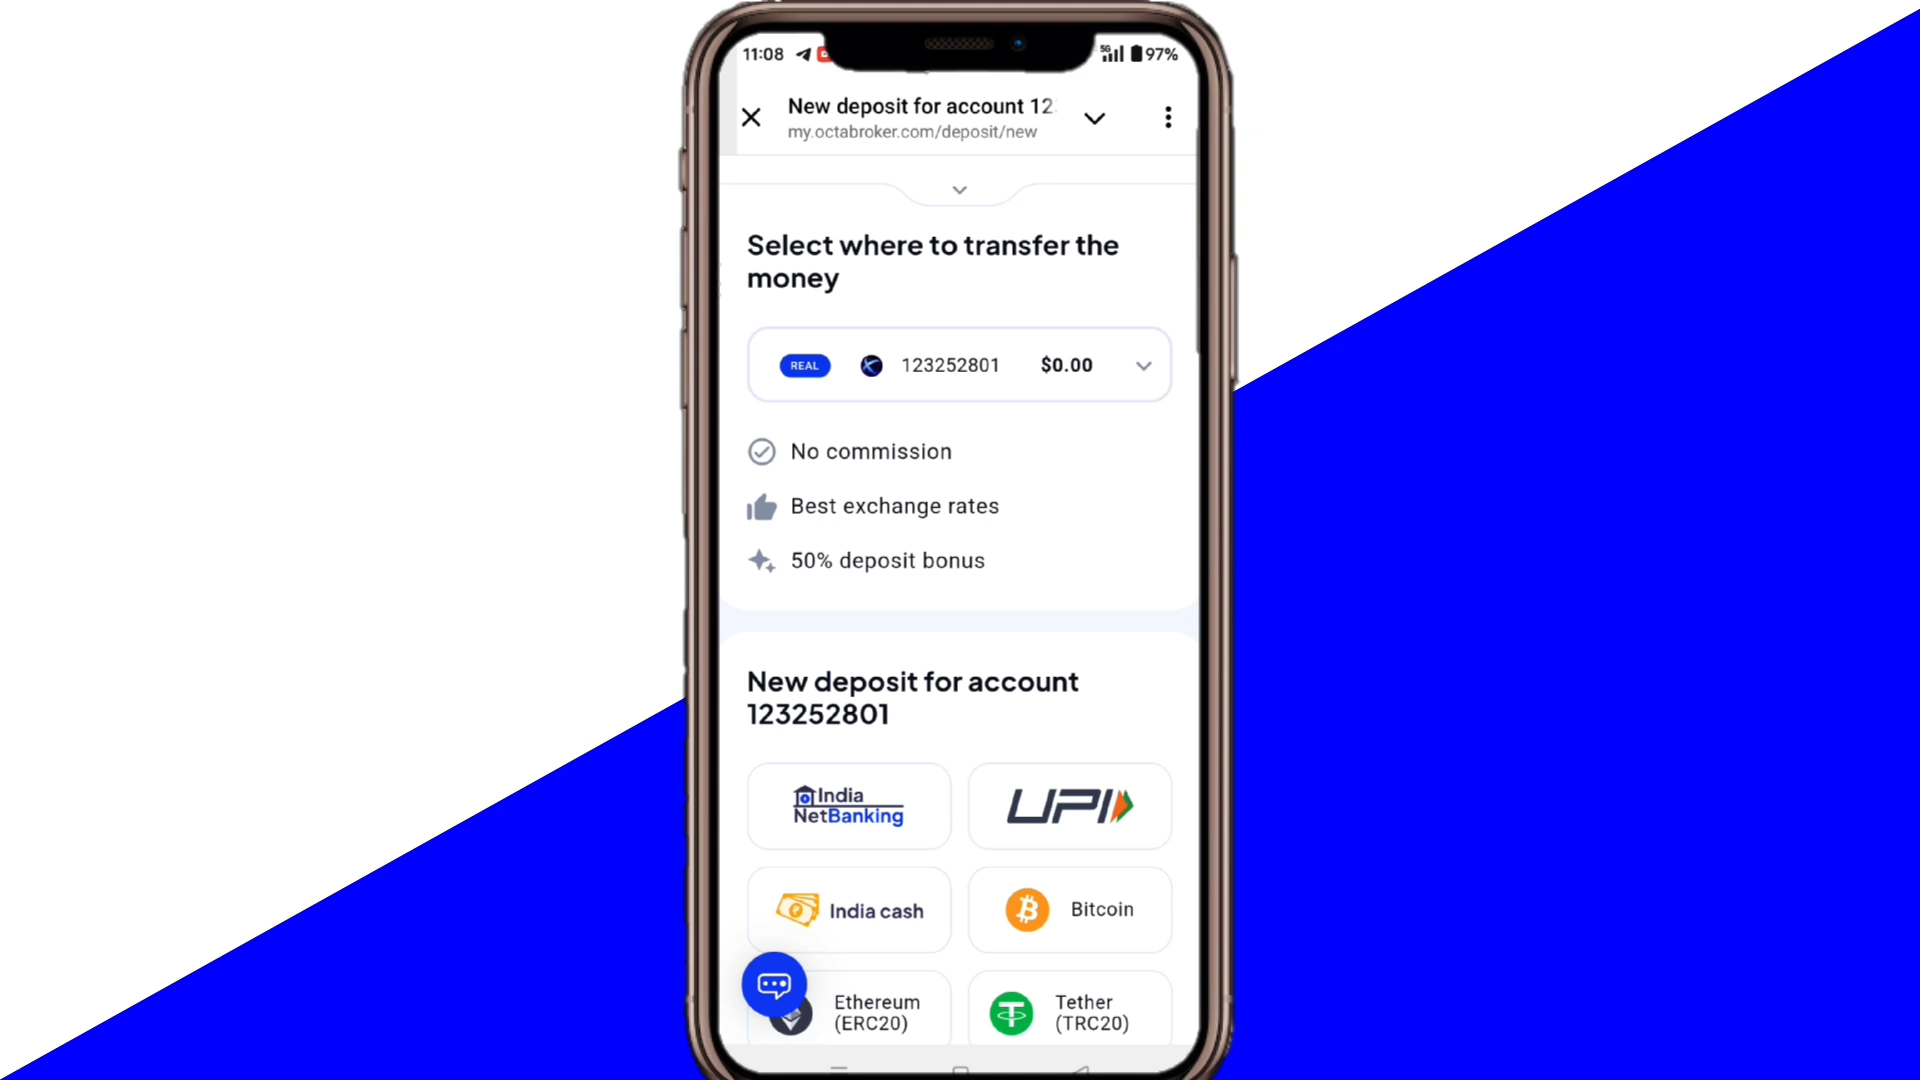 11:08
5G
97%
New deposit for account 12
my.octabroker.com/deposit/new
Select where to transfer the
money
REAL 123252801 $0.00
No commission
Best exchange rates
50% deposit bonus
New deposit for account
123252801
India
NetBanking
UPI
India cash
Bitcoin
Ethereum
(ERC20)
Tether
(TRC20)